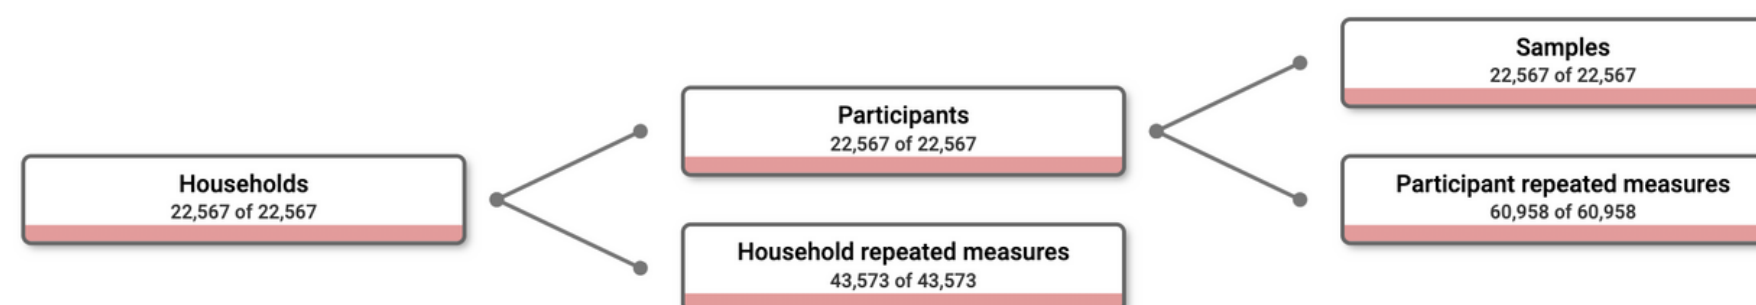 Households
22,567 of 22,567
Participants
22,567 of 22,567
Household repeated measures
43,573 of 43,573
Samples
22,567 of 22,567
Participant repeated measures
60,958 of 60,958